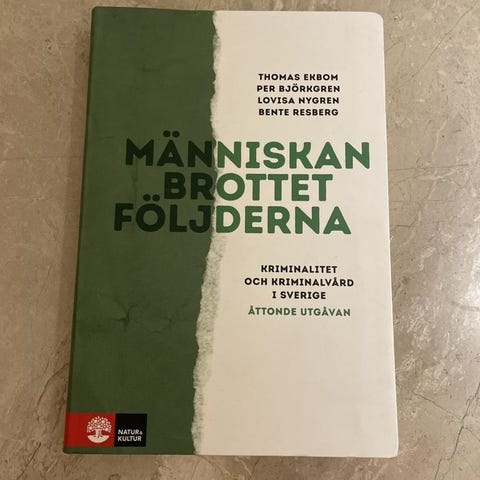 THOMAS EKBOM
PER BJÖRKGREN
LOVISA NYGREN
BENTE RESBERG
MÄNNISKAN
BROTTET
FÖLJDERNA
KRIMINALITET
OCH KRIMINALVÅRD
I SVERIGE
ÅTTONDE UTGÅVAN
NATUR &
KULTUR